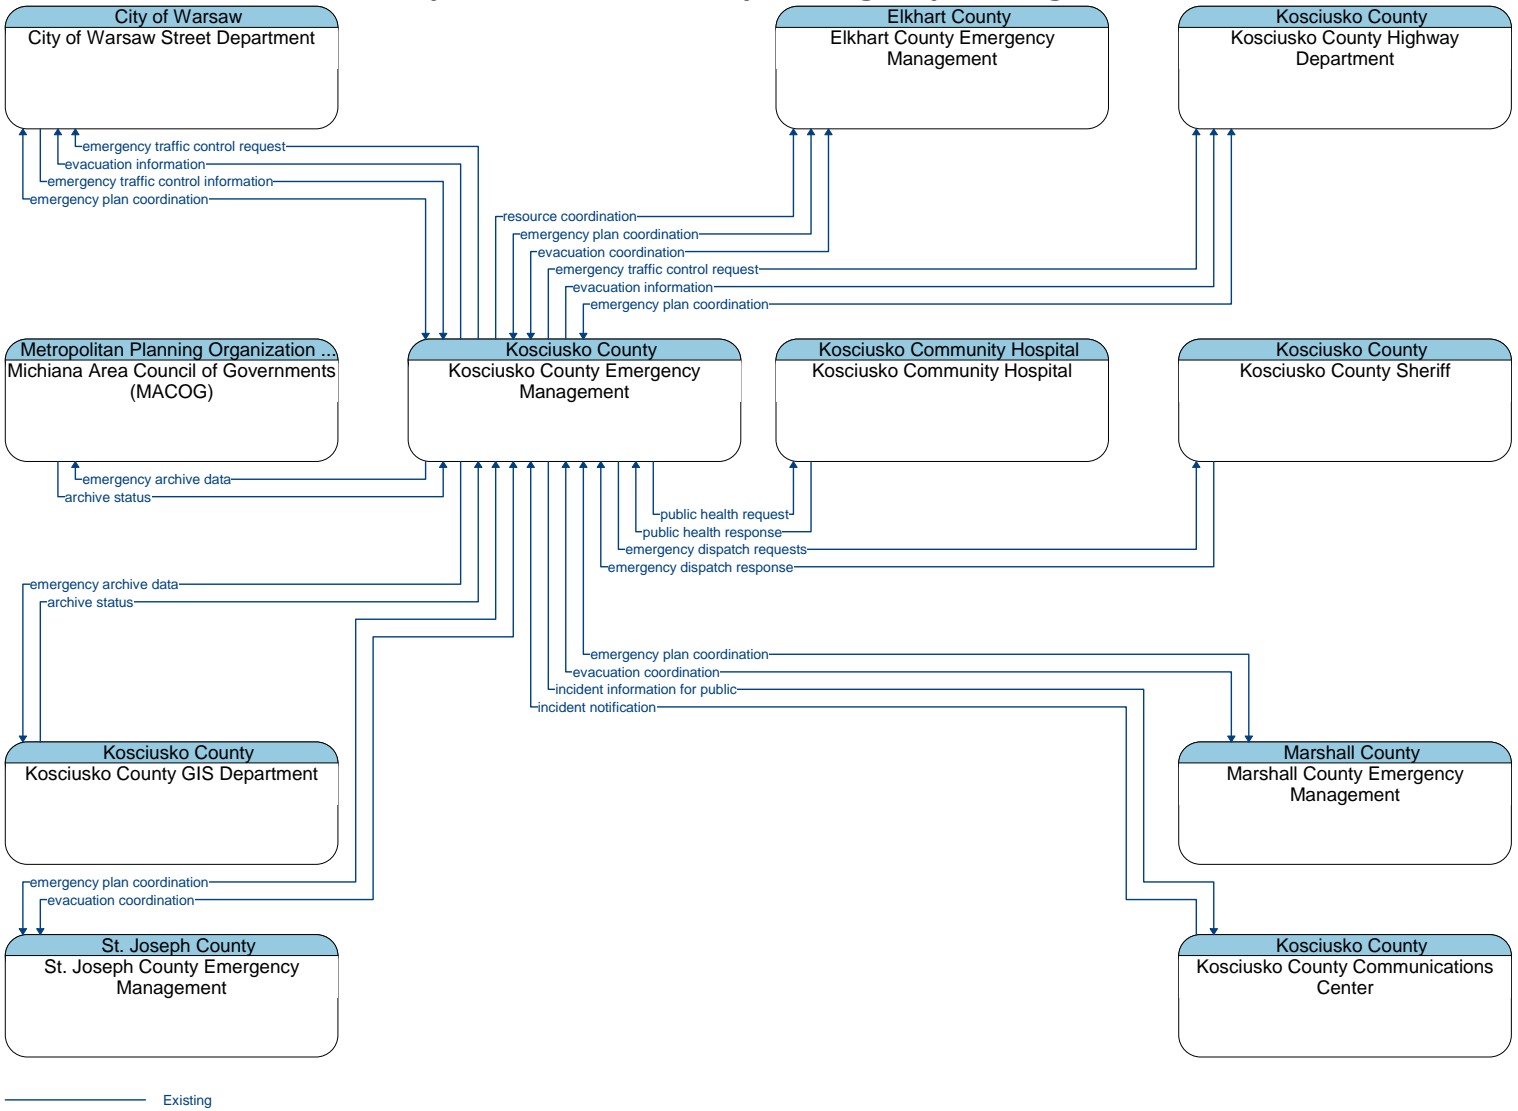 City of Warsaw
City of Warsaw Street Department
Elkhart County
Elkhart County Emergency
Management
Kosciusko County
Kosciusko County Highway
Department
emergency traffic control request
evacuation information
emergency traffic control information
emergency plan coordination
resource coordination
emergency plan coordination
evacuation coordination
emergency traffic control request
evacuation information
emergency plan coordination
Metropolitan Planning Organization ...
Michiana Area Council of Governments
(MACOG)
Kosciusko County
Kosciusko County Emergency
Management
Kosciusko Community Hospital
Kosciusko Community Hospital
Kosciusko County
Kosciusko County Sheriff
emergency archive data
archive status
public health request
public health response
emergency dispatch requests
emergency dispatch response
emergency archive data
archive status
emergency plan coordination
evacuation coordination
incident information for public
incident notification
Kosciusko County
Kosciusko County GIS Department
Marshall County
Marshall County Emergency
Management
emergency plan coordination
evacuation coordination
St. Joseph County
St. Joseph County Emergency
Management
Kosciusko County
Kosciusko County Communications
Center
Existing